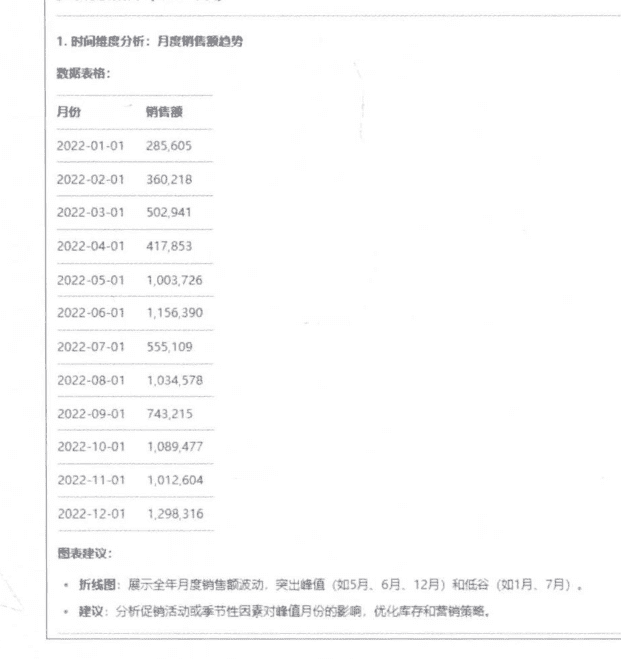 1. 时间维度分析：月度销售额趋势
数据表格：
月份 销售额
2022-01-01 285,605
2022-02-01 360,218
2022-03-01 502,941
2022-04-01 417,853
2022-05-01 1,003,726
2022-06-01 1,156,390
2022-07-01 555,109
2022-08-01 1,034,578
2022-09-01 743,215
2022-10-01 1,089,477
2022-11-01 1,012,604
2022-12-01 1,298,316
图表建议：
• 折线图：展示全年月度销售额波动，突出峰值（如5月、6月、12月）和低谷（如1月、7月）。
• 建议：分析促销活动或季节性因素对峰值月份的影响，优化库存和营销策略。